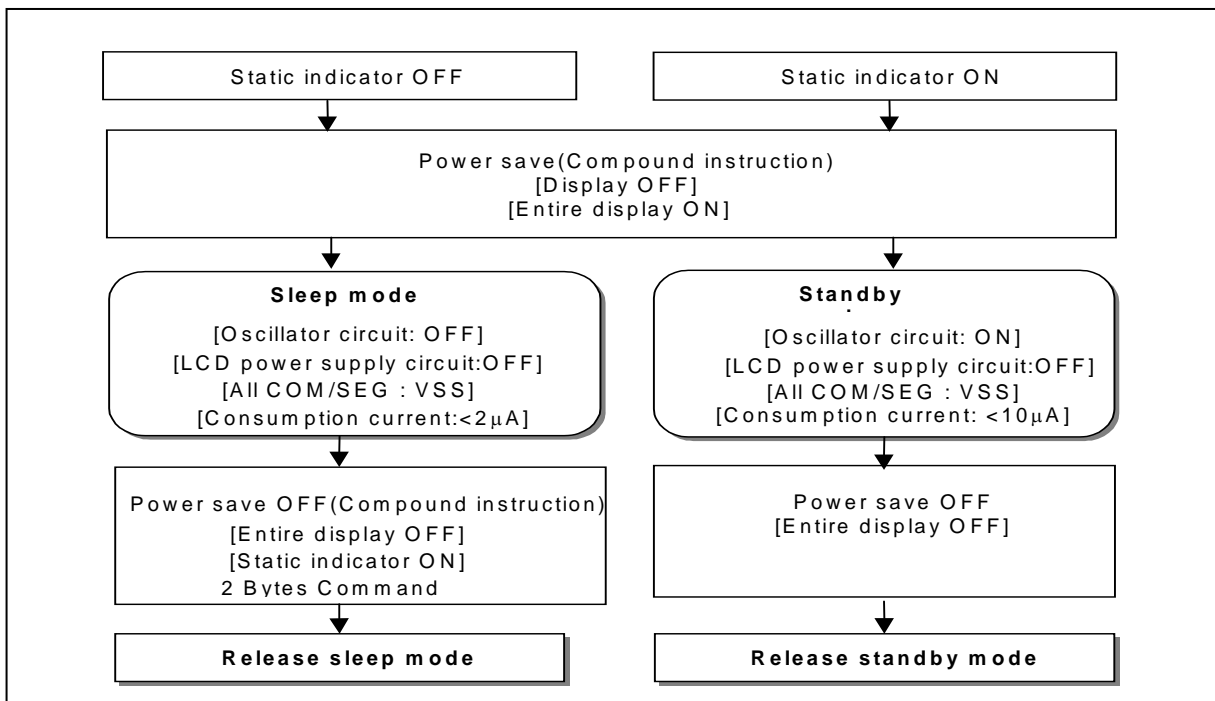 Static indicator OFF
Static indicator ON
Power save(Compound instruction)
[Display OFF]
[Entire display ON]
Sleep mode
[Oscillator circuit: OFF]
[LCD power supply circuit:OFF]
[All COM/SEG : VSS]
[Consumption current:<2μA]
Standby
[Oscillator circuit: ON]
[LCD power supply circuit:OFF]
[All COM/SEG : VSS]
[Consumption current: <10μA]
Power save OFF(Compound instruction)
[Entire display OFF]
[Static indicator ON]
2 Bytes Command
Power save OFF
[Entire display OFF]
Release sleep mode
Release standby mode